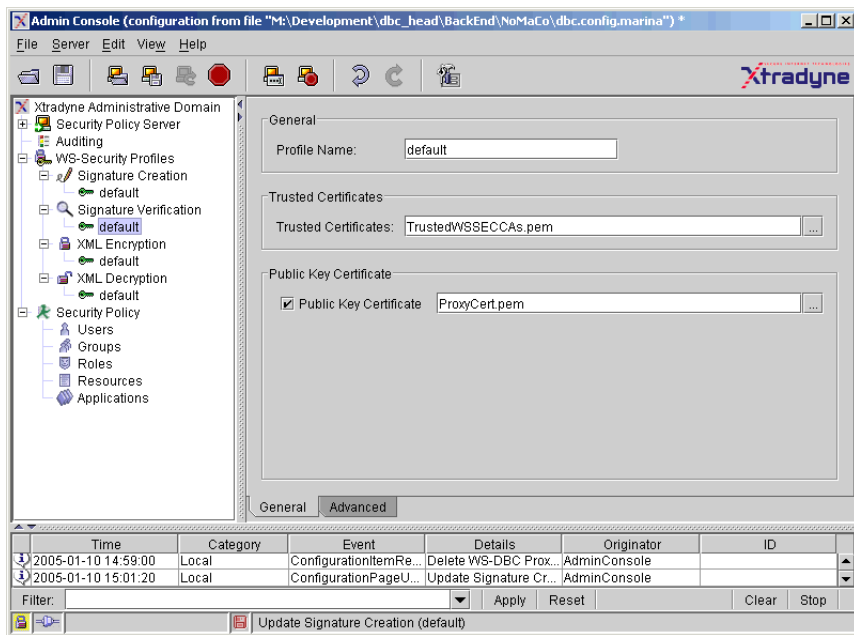 Admin Console (configuration from file "M:\Development\dbc_head\BackEnd\NoMaCo\dbc.config.marina") *
File Server Edit View Help
Xtradyne
Xtradyne Administrative Domain
Security Policy Server
Auditing
WS-Security Profiles
Signature Creation
default
Signature Verification
default
XML Encryption
default
XML Decryption
default
Security Policy
Users
Groups
Roles
Resources
Applications
General
Profile Name: default
Trusted Certificates
Trusted Certificates: TrustedWSSECCAs.pem ...
Public Key Certificate
Public Key Certificate ProxyCert.pem ...
General Advanced
Time Category Event Details Originator ID
2005-01-10 14:59:00 Local ConfigurationItemRe... Delete WS-DBC Prox... AdminConsole
2005-01-10 15:01:20 Local ConfigurationPageU... Update Signature Cr... AdminConsole
Filter: Apply Reset Clear Stop
Update Signature Creation (default)